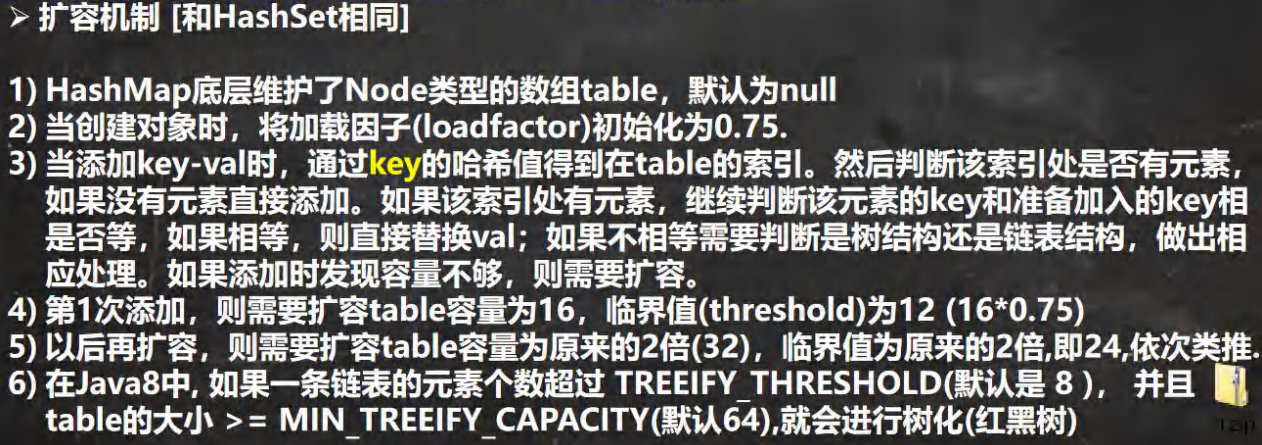 ➢ 扩容机制 [和HashSet相同]
1) HashMap底层维护了Node类型的数组table，默认为null
2) 当创建对象时，将加载因子(loadfactor)初始化为0.75.
3) 当添加key-val时，通过key的哈希值得到在table的索引。然后判断该索引处是否有元素，
如果没有元素直接添加。如果该索引处有元素，继续判断该元素的key和准备加入的key相
是否等，如果相等，则直接替换val；如果不相等需要判断是树结构还是链表结构，做出相
应处理。如果添加时发现容量不够，则需要扩容。
4) 第1次添加，则需要扩容table容量为16，临界值(threshold)为12 (16*0.75)
5) 以后再扩容，则需要扩容table容量为原来的2倍(32)，临界值为原来的2倍,即24,依次类推.
6) 在Java8中, 如果一条链表的元素个数超过 TREEIFY_THRESHOLD(默认是 8 )， 并且
table的大小 >= MIN_TREEIFY_CAPACITY(默认64),就会进行树化(红黑树)